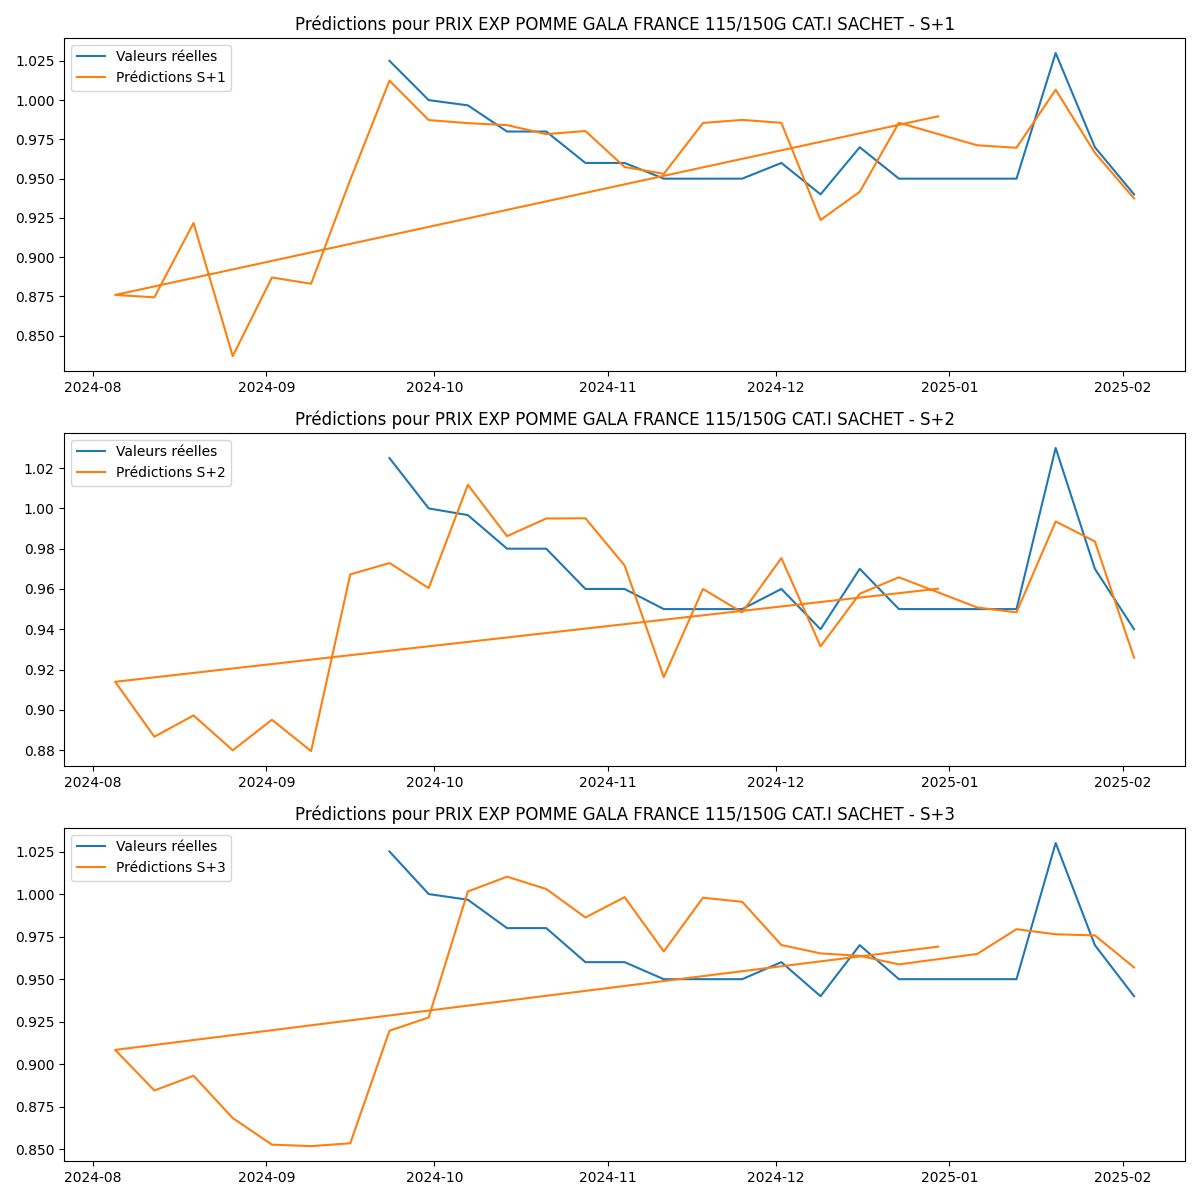 Prédictions pour PRIX EXP POMME GALA FRANCE 115/150G CAT.I SACHET - S+1
Valeurs réelles
Prédictions S+1
1.025
1.000
0.975
0.950
0.925
0.900
0.875
0.850
2024-08 2024-09 2024-10 2024-11 2024-12 2025-01 2025-02
Prédictions pour PRIX EXP POMME GALA FRANCE 115/150G CAT.I SACHET - S+2
Valeurs réelles
Prédictions S+2
1.02
1.00
0.98
0.96
0.94
0.92
0.90
0.88
2024-08 2024-09 2024-10 2024-11 2024-12 2025-01 2025-02
Prédictions pour PRIX EXP POMME GALA FRANCE 115/150G CAT.I SACHET - S+3
Valeurs réelles
Prédictions S+3
1.025
1.000
0.975
0.950
0.925
0.900
0.875
0.850
2024-08 2024-09 2024-10 2024-11 2024-12 2025-01 2025-02